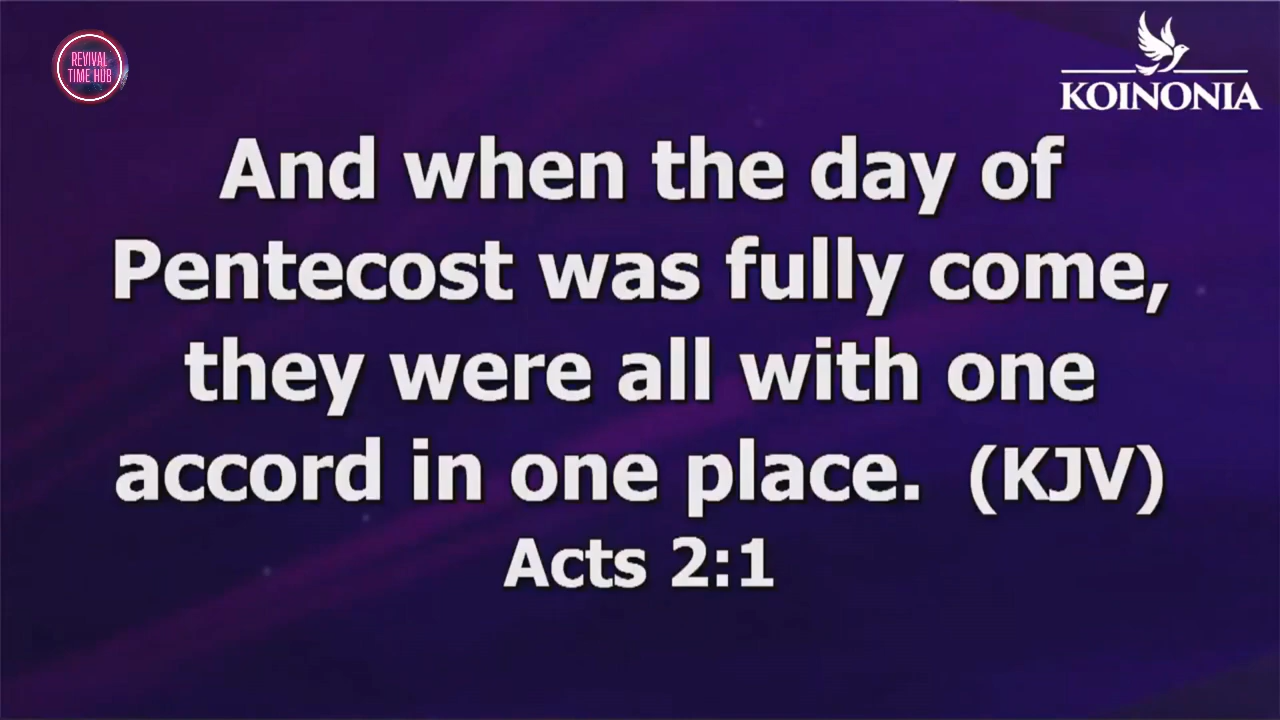 REVIVAL
TIME HUB
KOINONIA
And when the day of
Pentecost was fully come,
they were all with one
accord in one place.  (KJV)
Acts 2:1